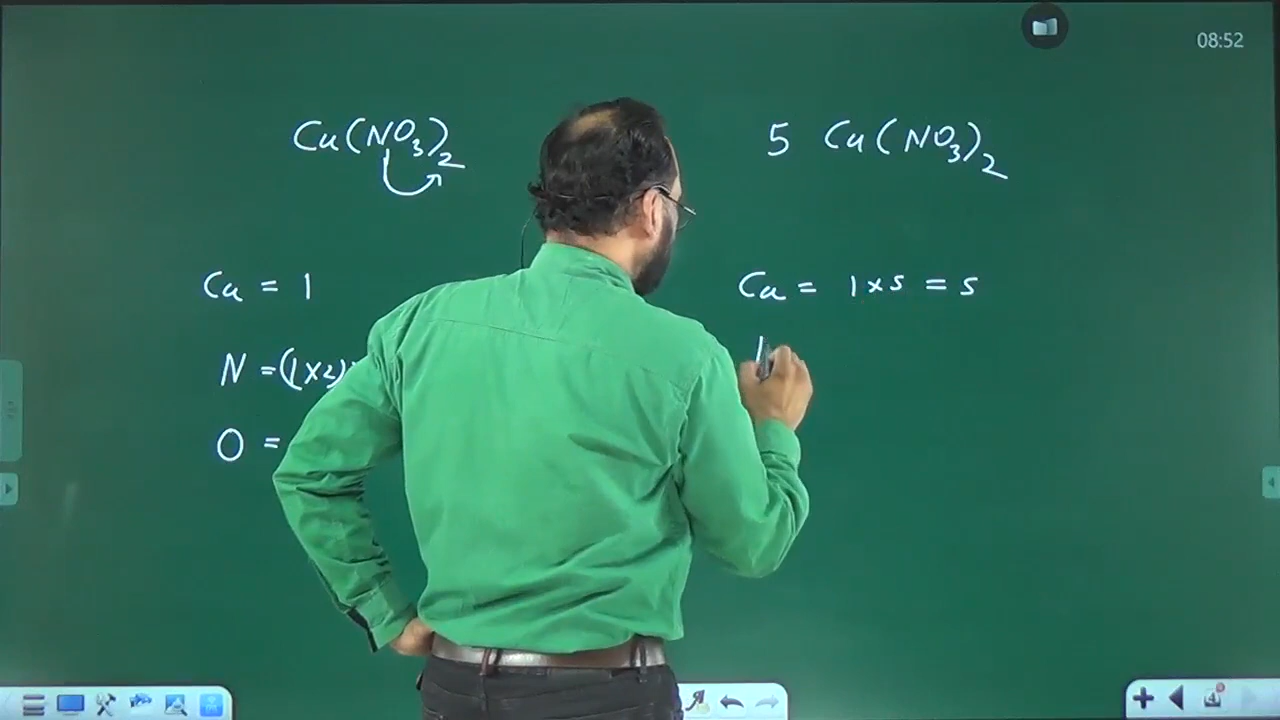 08:52
Cu(NO₃)₂
5 Cu(NO₃)₂
Cu = 1
Cu = 1×5 = 5
N = (1×2)
O =